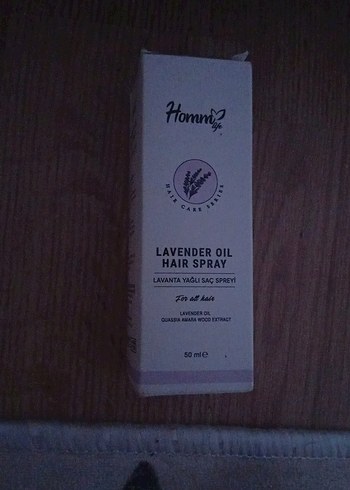 Homm
life
HAIR CARE SERIES
LAVENDER OIL
HAIR SPRAY
LAVANTA YAĞLI SAÇ SPREYİ
For all hair
LAVENDER OIL
QUASSIA AMARA WOOD EXTRACT
50 ml ℮